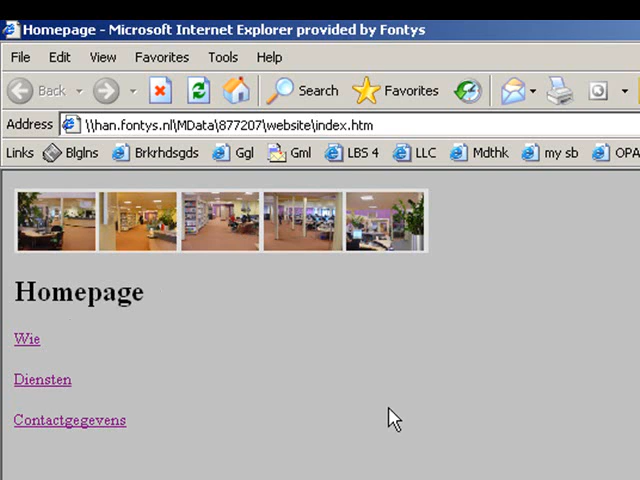 Homepage - Microsoft Internet Explorer provided by Fontys
File Edit View Favorites Tools Help
Back Search Favorites
Address \\han.fontys.nl\MData\877207\website\index.htm
Links Blglns Brkrhdsgds Ggl Gml LBS 4 LLC Mdthk my sb OPA
Homepage
Wie
Diensten
Contactgegevens